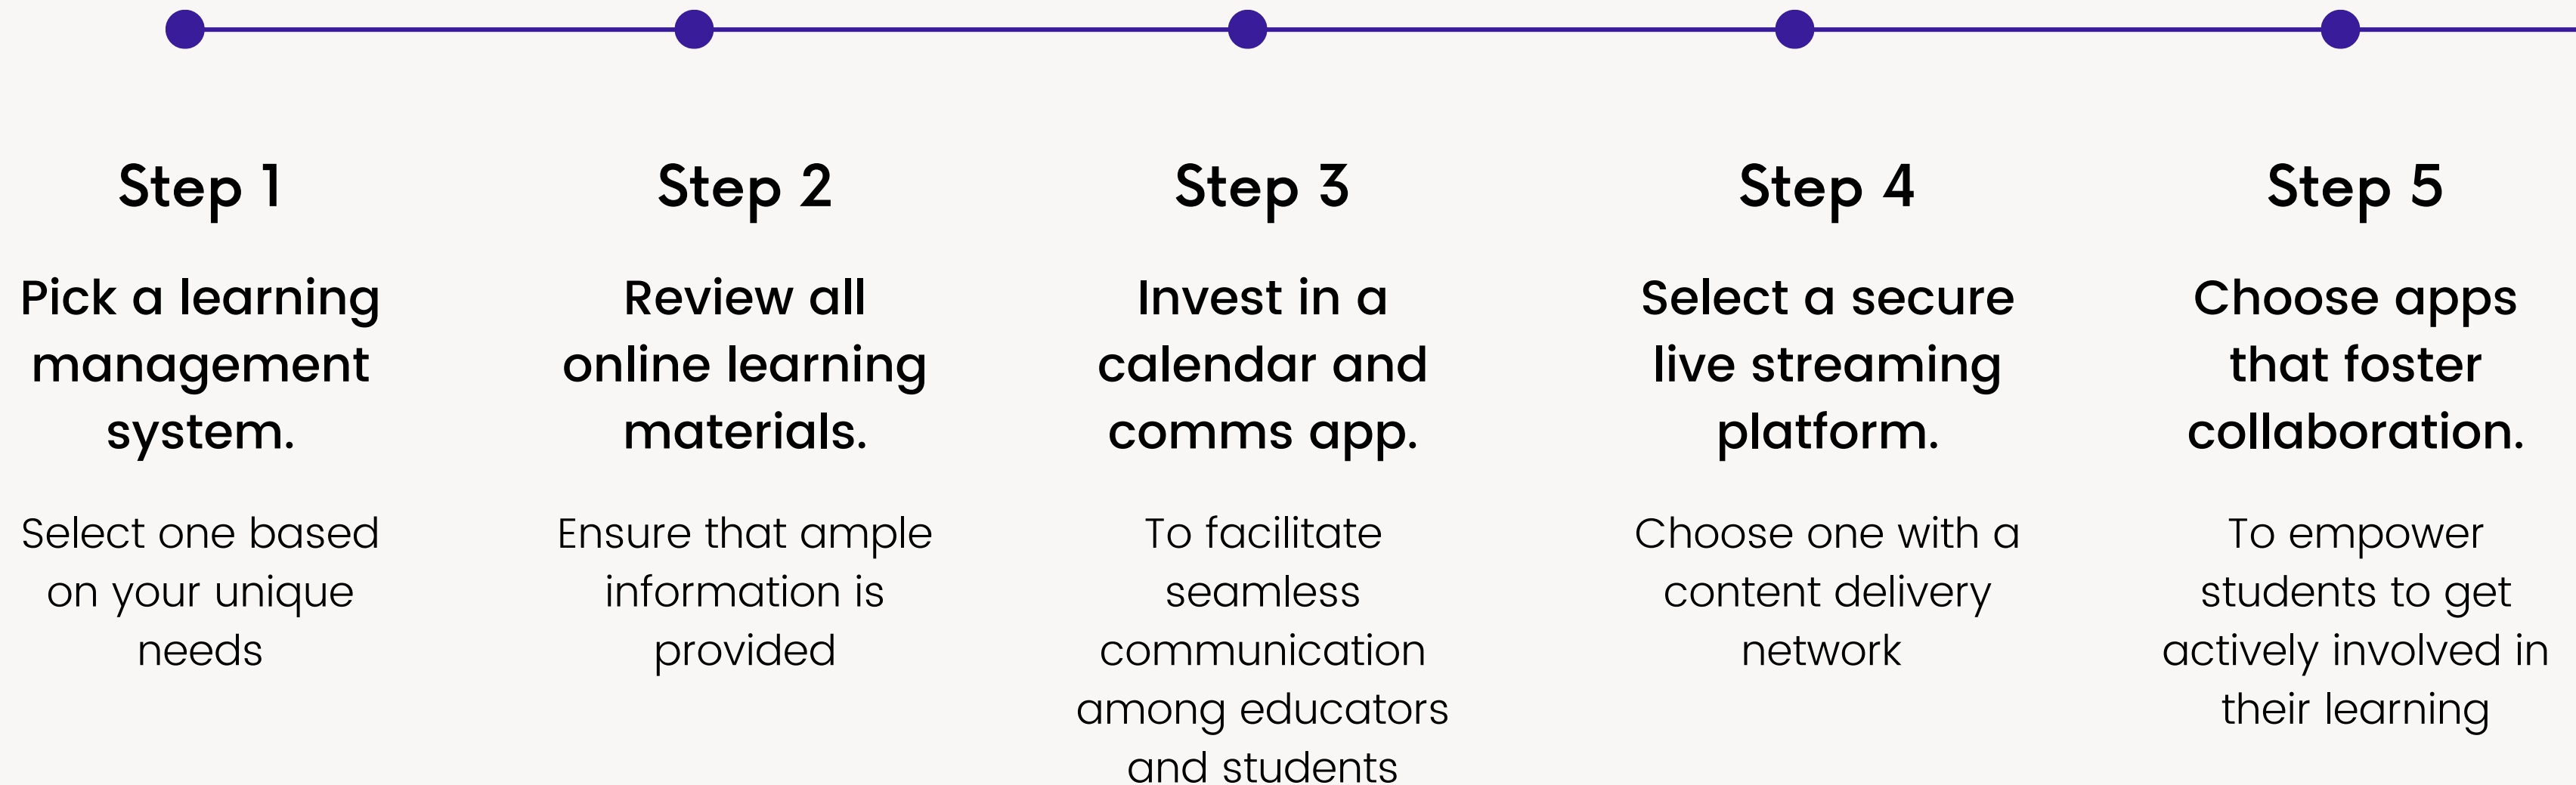 Step 1
Pick a learning
management
system.
Select one based
on your unique
needs
Step 2
Review all
online learning
materials.
Ensure that ample
information is
provided
Step 3
Invest in a
calendar and
comms app.
To facilitate
seamless
communication
among educators
and students
Step 4
Select a secure
live streaming
platform.
Choose one with a
content delivery
network
Step 5
Choose apps
that foster
collaboration.
To empower
students to get
actively involved in
their learning